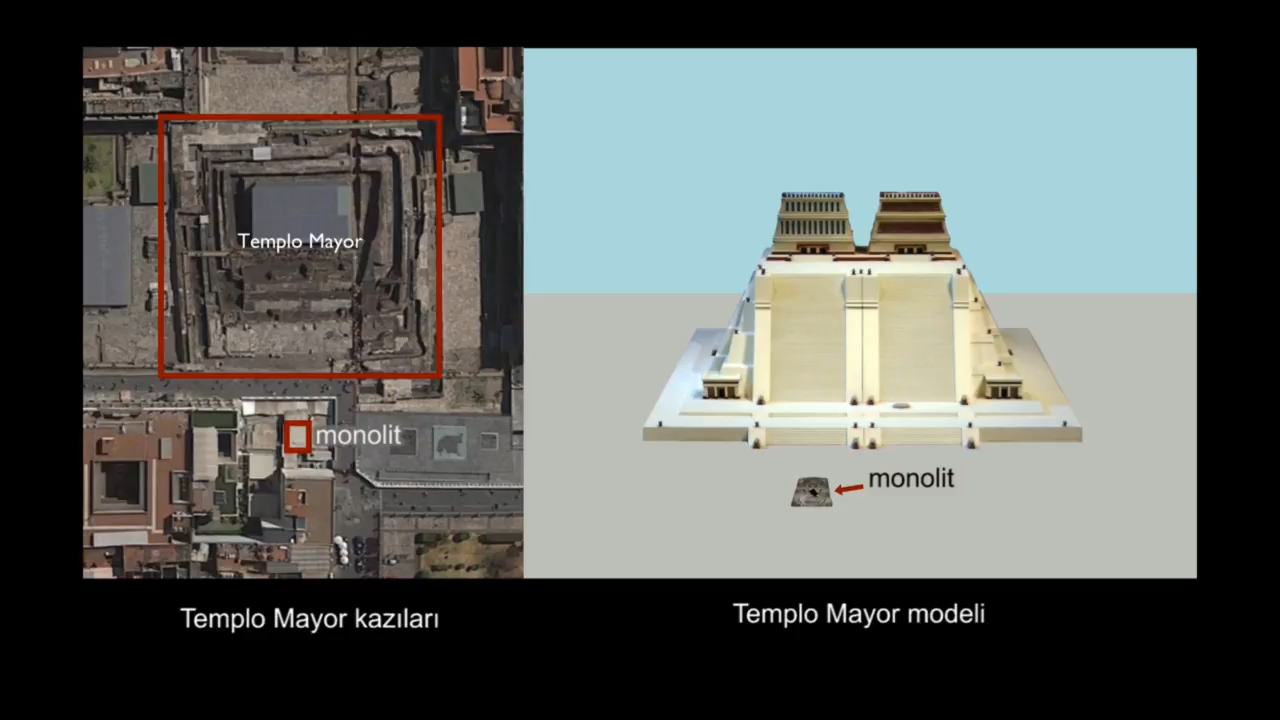 Templo Mayor
monolit
monolit
Templo Mayor kazıları
Templo Mayor modeli